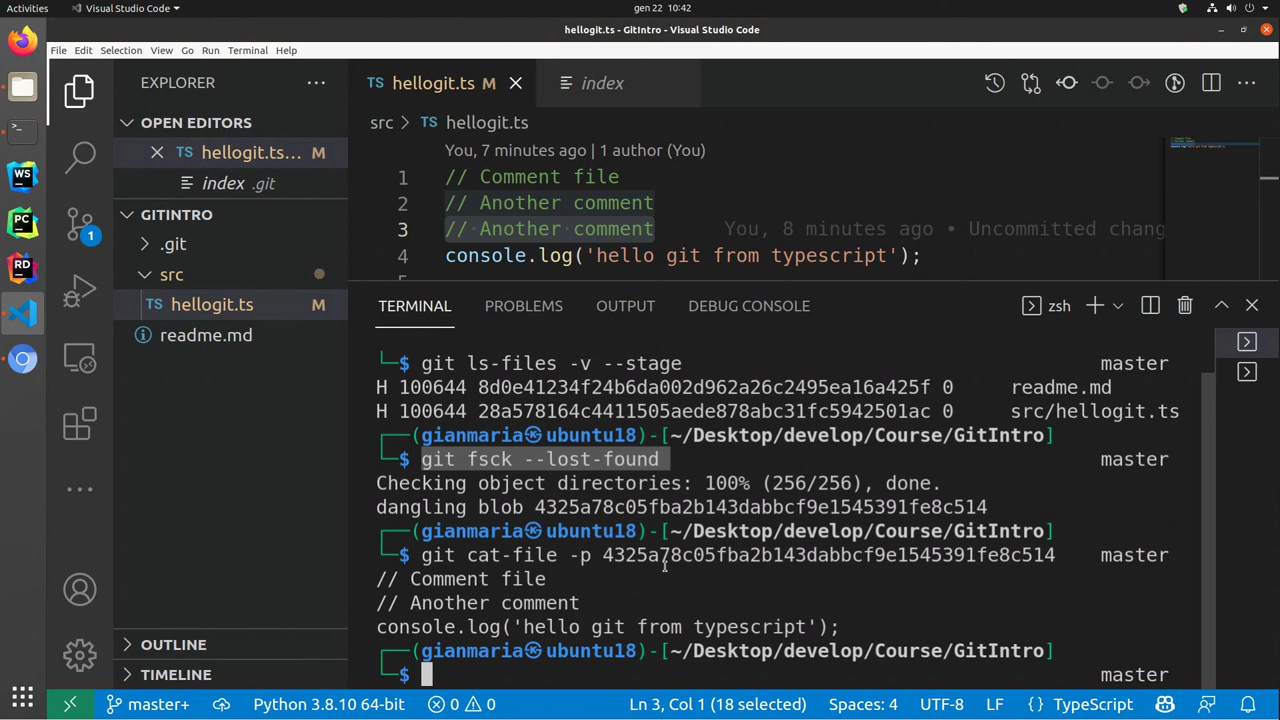 Activities
Visual Studio Code
gen 22 10:42
hellogit.ts - GitIntro - Visual Studio Code
File Edit Selection View Go Run Terminal Help
EXPLORER
OPEN EDITORS
TS hellogit.ts... M
index .git
GITINTRO
.git
src
TS hellogit.ts M
readme.md
OUTLINE
TIMELINE
WS
PC
RD
1
TS hellogit.ts M
index
src > TS hellogit.ts
You, 7 minutes ago | 1 author (You)
1 // Comment file
2 // Another comment
3 // Another comment You, 8 minutes ago • Uncommitted chang
4 console.log('hello git from typescript');
TERMINAL PROBLEMS OUTPUT DEBUG CONSOLE
zsh
└─$ git ls-files -v --stage master
H 100644 8d0e41234f24b6da002d962a26c2495ea16a425f 0 readme.md
H 100644 28a578164c4411505aede878abc31fc5942501ac 0 src/hellogit.ts
┌──(gianmaria㉿ubuntu18)-[~/Desktop/develop/Course/GitIntro]
└─$ git fsck --lost-found master
Checking object directories: 100% (256/256), done.
dangling blob 4325a78c05fba2b143dabbcf9e1545391fe8c514
┌──(gianmaria㉿ubuntu18)-[~/Desktop/develop/Course/GitIntro]
└─$ git cat-file -p 4325a78c05fba2b143dabbcf9e1545391fe8c514 master
// Comment file
// Another comment
console.log('hello git from typescript');
┌──(gianmaria㉿ubuntu18)-[~/Desktop/develop/Course/GitIntro]
└─$ master
master+
Python 3.8.10 64-bit
0 0
Ln 3, Col 1 (18 selected)
Spaces: 4
UTF-8
LF
{} TypeScript